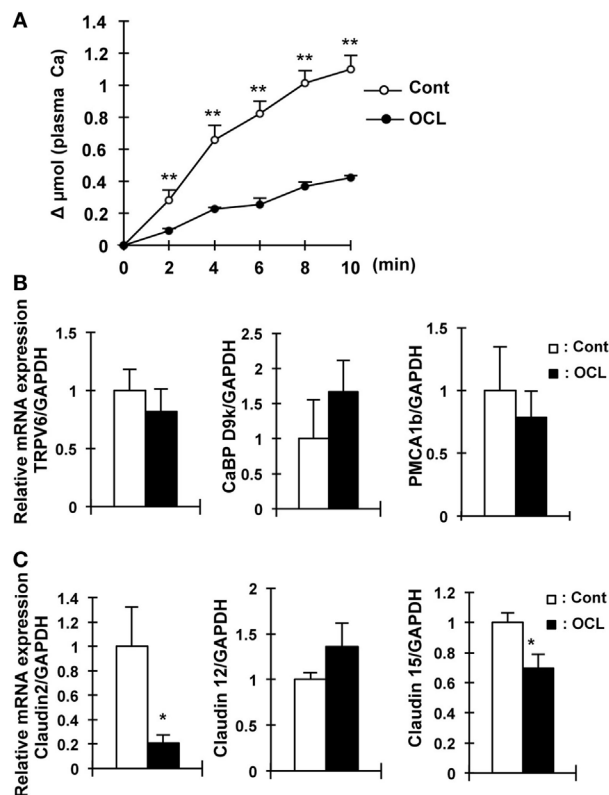 A
Δ μmol (plasma Ca)
1.4
1.2
1
0.8
0.6
0.4
0.2
0
** ** ** ** **
Cont
OCL
0 2 4 6 8 10 (min)
B
Relative mRNA expression
TRPV6/GAPDH
1.5
1
0.5
0
CaBP D9k/GAPDH
2.5
2
1.5
1
0.5
0
PMCA1b/GAPDH
1.5
1
0.5
0
: Cont
: OCL
C
Relative mRNA expression
Claudin2/GAPDH
1.4
1.2
1
0.8
0.6
0.4
0.2
0
*
Claudin 12/GAPDH
2
1.5
1
0.5
0
Claudin 15/GAPDH
1.2
1
0.8
0.6
0.4
0.2
0
*
: Cont
: OCL